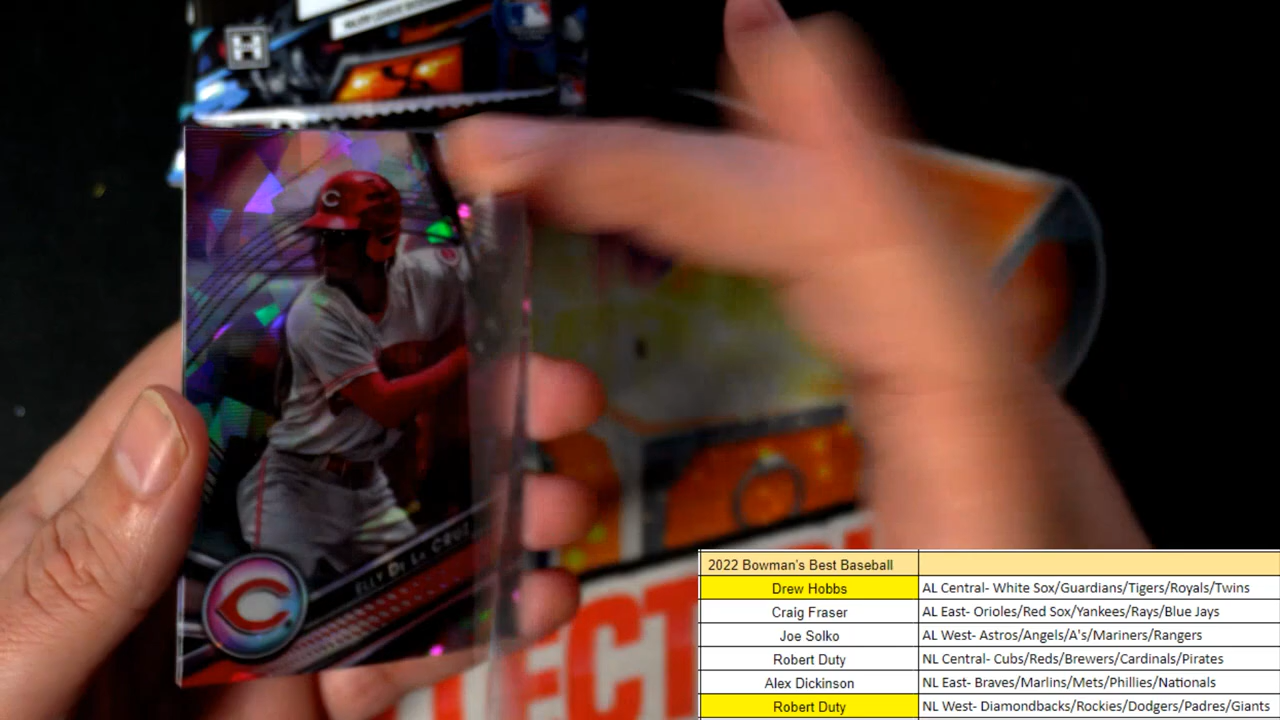 H
C
ELLY De La CRUZ
C
ECT
2022 Bowman's Best Baseball
Drew Hobbs AL Central- White Sox/Guardians/Tigers/Royals/Twins
Craig Fraser AL East- Orioles/Red Sox/Yankees/Rays/Blue Jays
Joe Solko AL West- Astros/Angels/A's/Mariners/Rangers
Robert Duty NL Central- Cubs/Reds/Brewers/Cardinals/Pirates
Alex Dickinson NL East- Braves/Marlins/Mets/Phillies/Nationals
Robert Duty NL West- Diamondbacks/Rockies/Dodgers/Padres/Giants